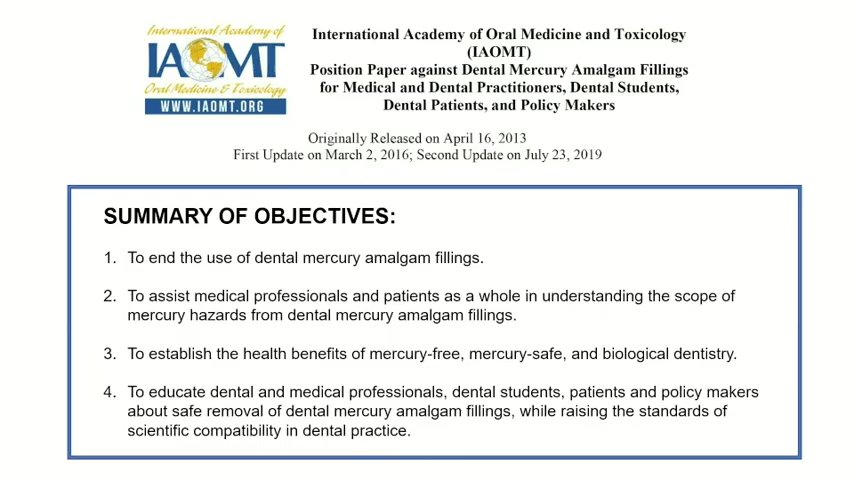 International Academy of
IAOMT
Oral Medicine & Toxicology
WWW.IAOMT.ORG
International Academy of Oral Medicine and Toxicology
(IAOMT)
Position Paper against Dental Mercury Amalgam Fillings
for Medical and Dental Practitioners, Dental Students,
Dental Patients, and Policy Makers
Originally Released on April 16, 2013
First Update on March 2, 2016; Second Update on July 23, 2019
SUMMARY OF OBJECTIVES:
1. To end the use of dental mercury amalgam fillings.
2. To assist medical professionals and patients as a whole in understanding the scope of
mercury hazards from dental mercury amalgam fillings.
3. To establish the health benefits of mercury-free, mercury-safe, and biological dentistry.
4. To educate dental and medical professionals, dental students, patients and policy makers
about safe removal of dental mercury amalgam fillings, while raising the standards of
scientific compatibility in dental practice.